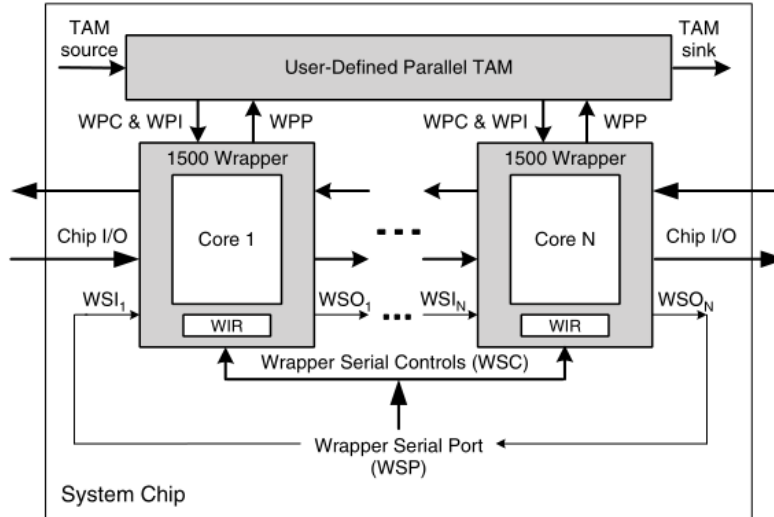 TAM
source
User-Defined Parallel TAM
TAM
sink
WPC & WPI
WPP
WPC & WPI
WPP
1500 Wrapper
1500 Wrapper
Core 1
Core N
Chip I/O
Chip I/O
WSI1
WSO1
WSIN
WSON
WIR
WIR
Wrapper Serial Controls (WSC)
Wrapper Serial Port
(WSP)
System Chip